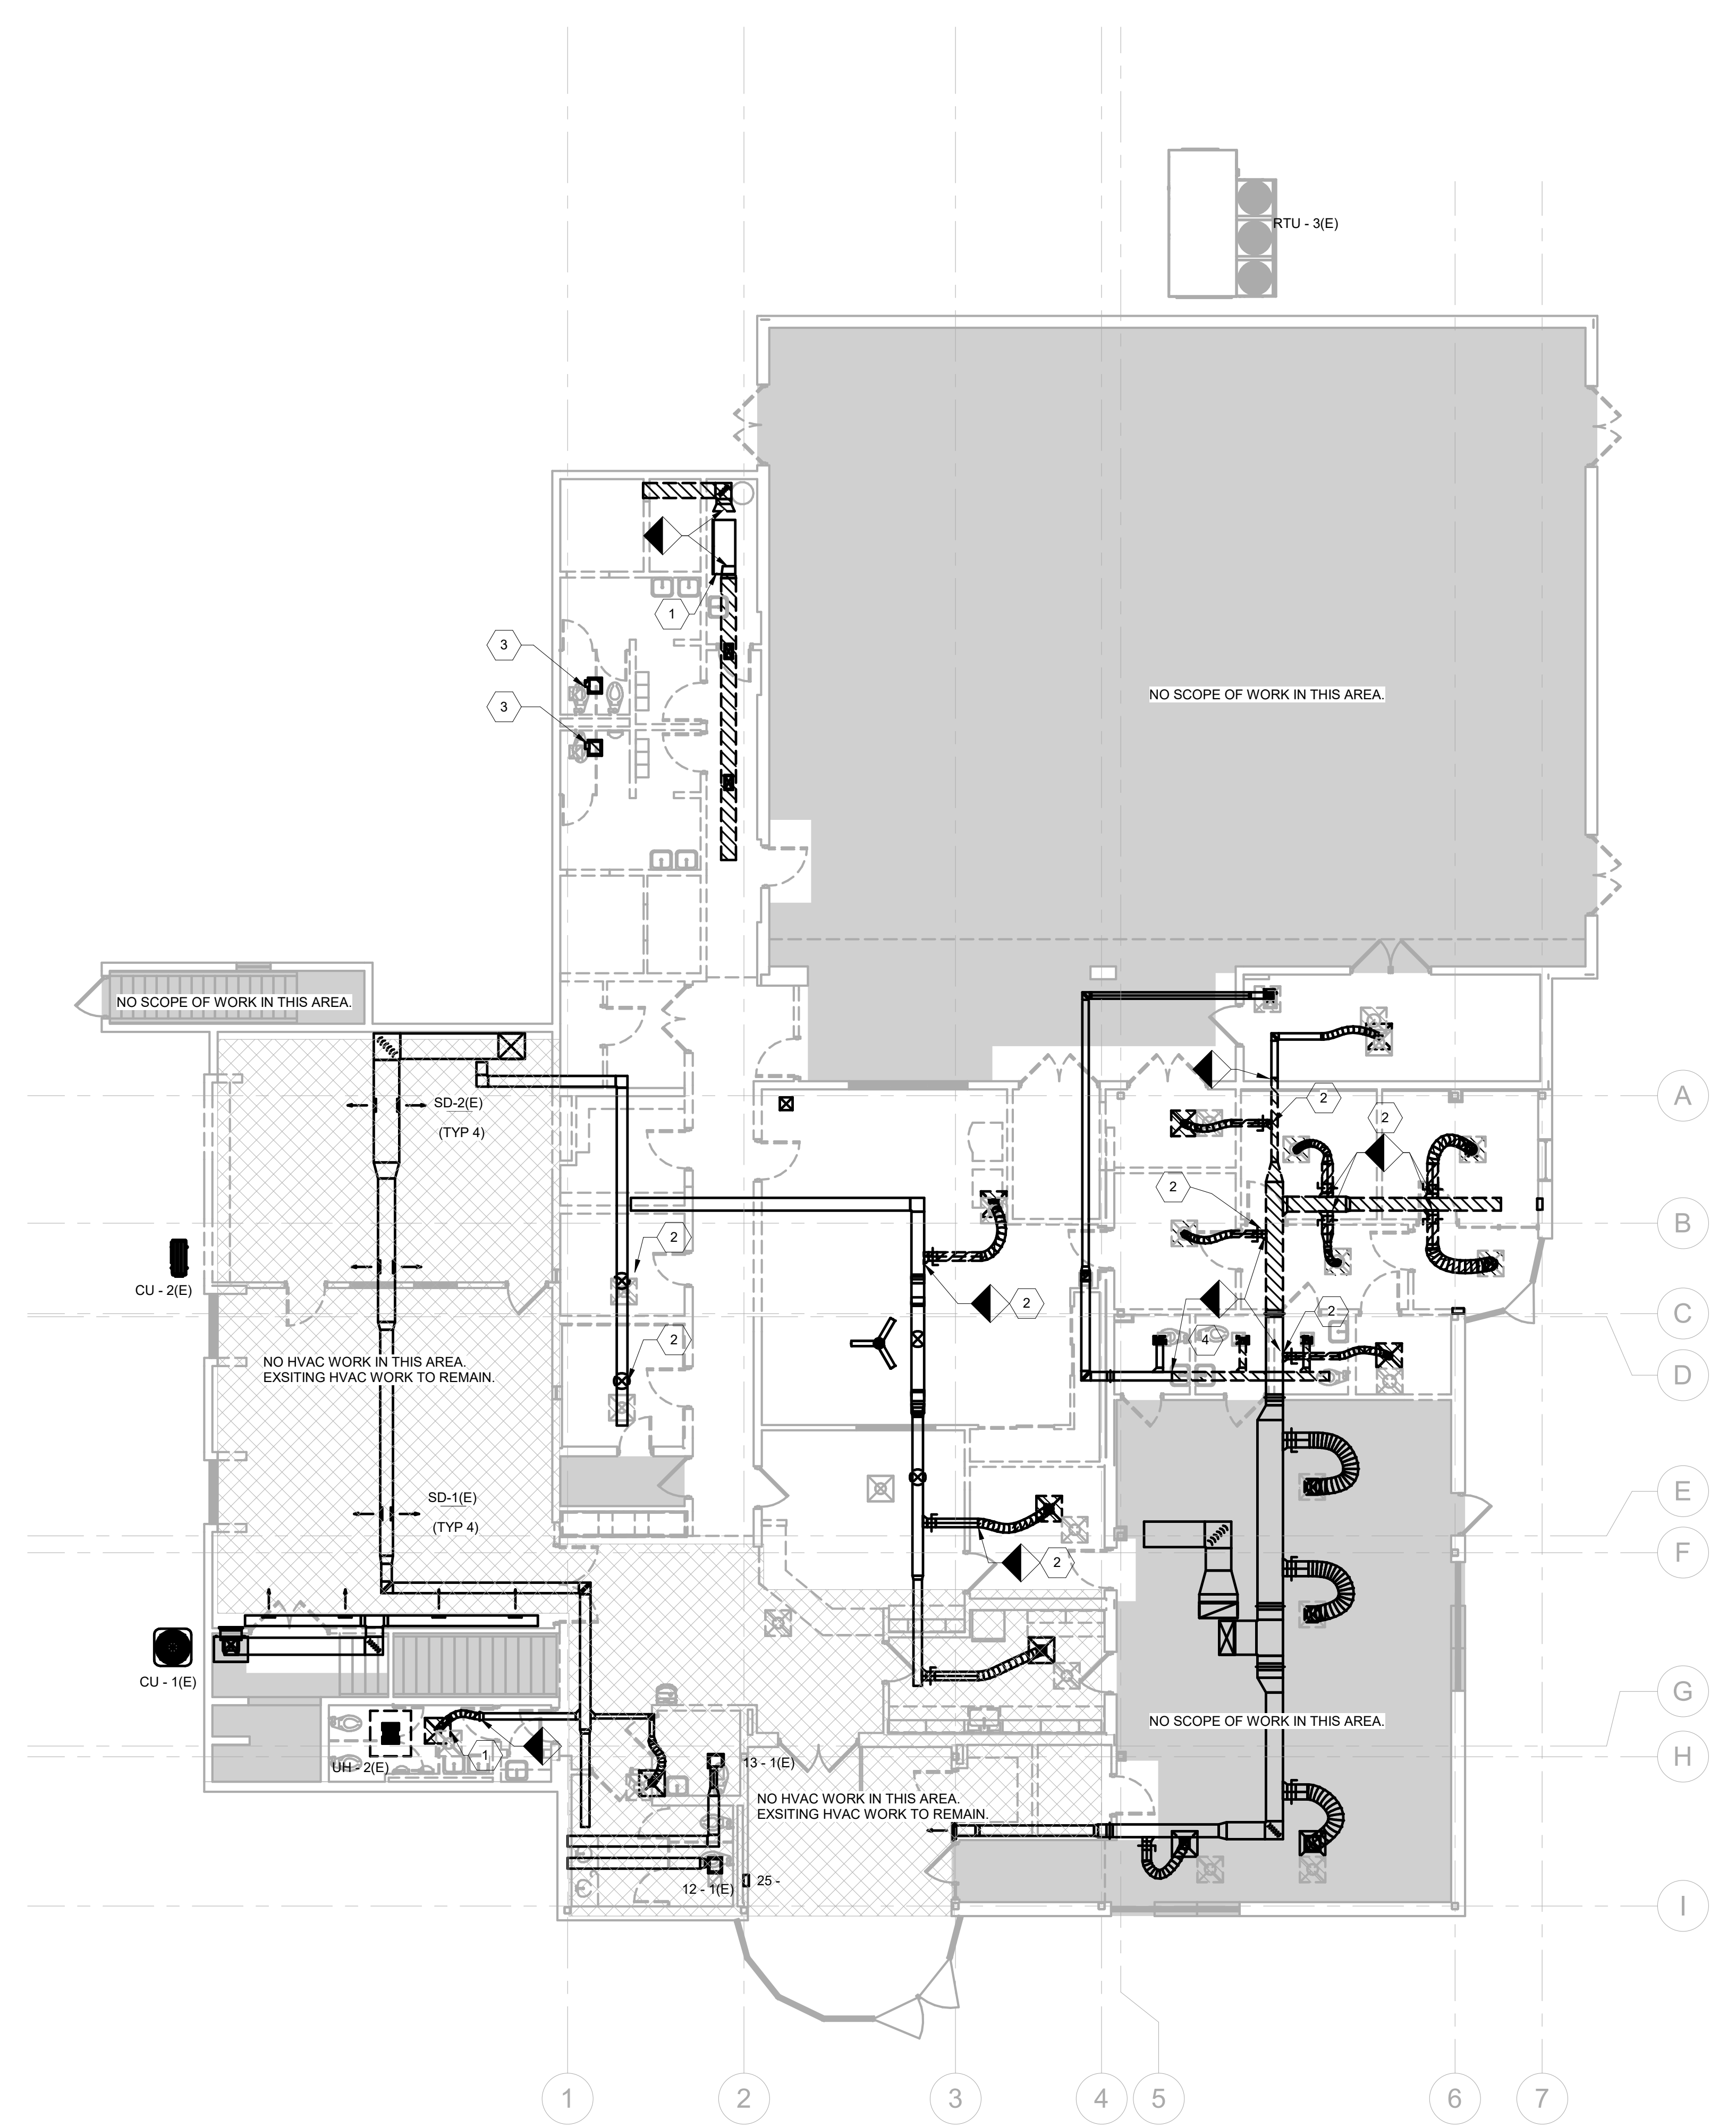 RTU - 3(E)
1
3
3
NO SCOPE OF WORK IN THIS AREA.
NO SCOPE OF WORK IN THIS AREA.
A
SD-2(E)
(TYP 4)
2
2
2
B
2
CU - 2(E)
2
2
C
4
2
NO HVAC WORK IN THIS AREA.
EXSITING HVAC WORK TO REMAIN.
D
SD-1(E)
(TYP 4)
E
2
F
CU - 1(E)
G
NO SCOPE OF WORK IN THIS AREA.
1
UH - 2(E)
13 - 1(E)
H
NO HVAC WORK IN THIS AREA.
EXSITING HVAC WORK TO REMAIN.
12 - 1(E)
25 -
I
1
2
3
4
5
6
7